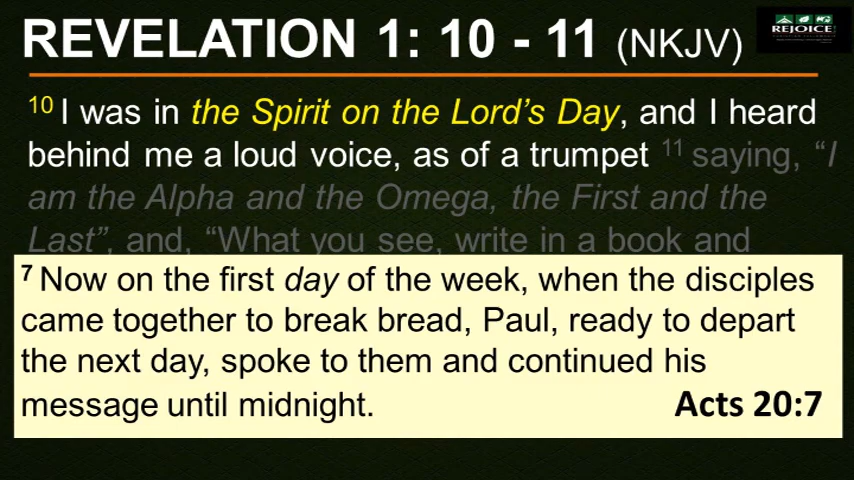 REVELATION 1: 10 - 11 (NKJV)
REJOICE
10 I was in the Spirit on the Lord’s Day, and I heard
behind me a loud voice, as of a trumpet 11 saying, “I
am the Alpha and the Omega, the First and the
Last”, and, “What you see, write in a book and
7 Now on the first day of the week, when the disciples
came together to break bread, Paul, ready to depart
the next day, spoke to them and continued his
message until midnight. Acts 20:7